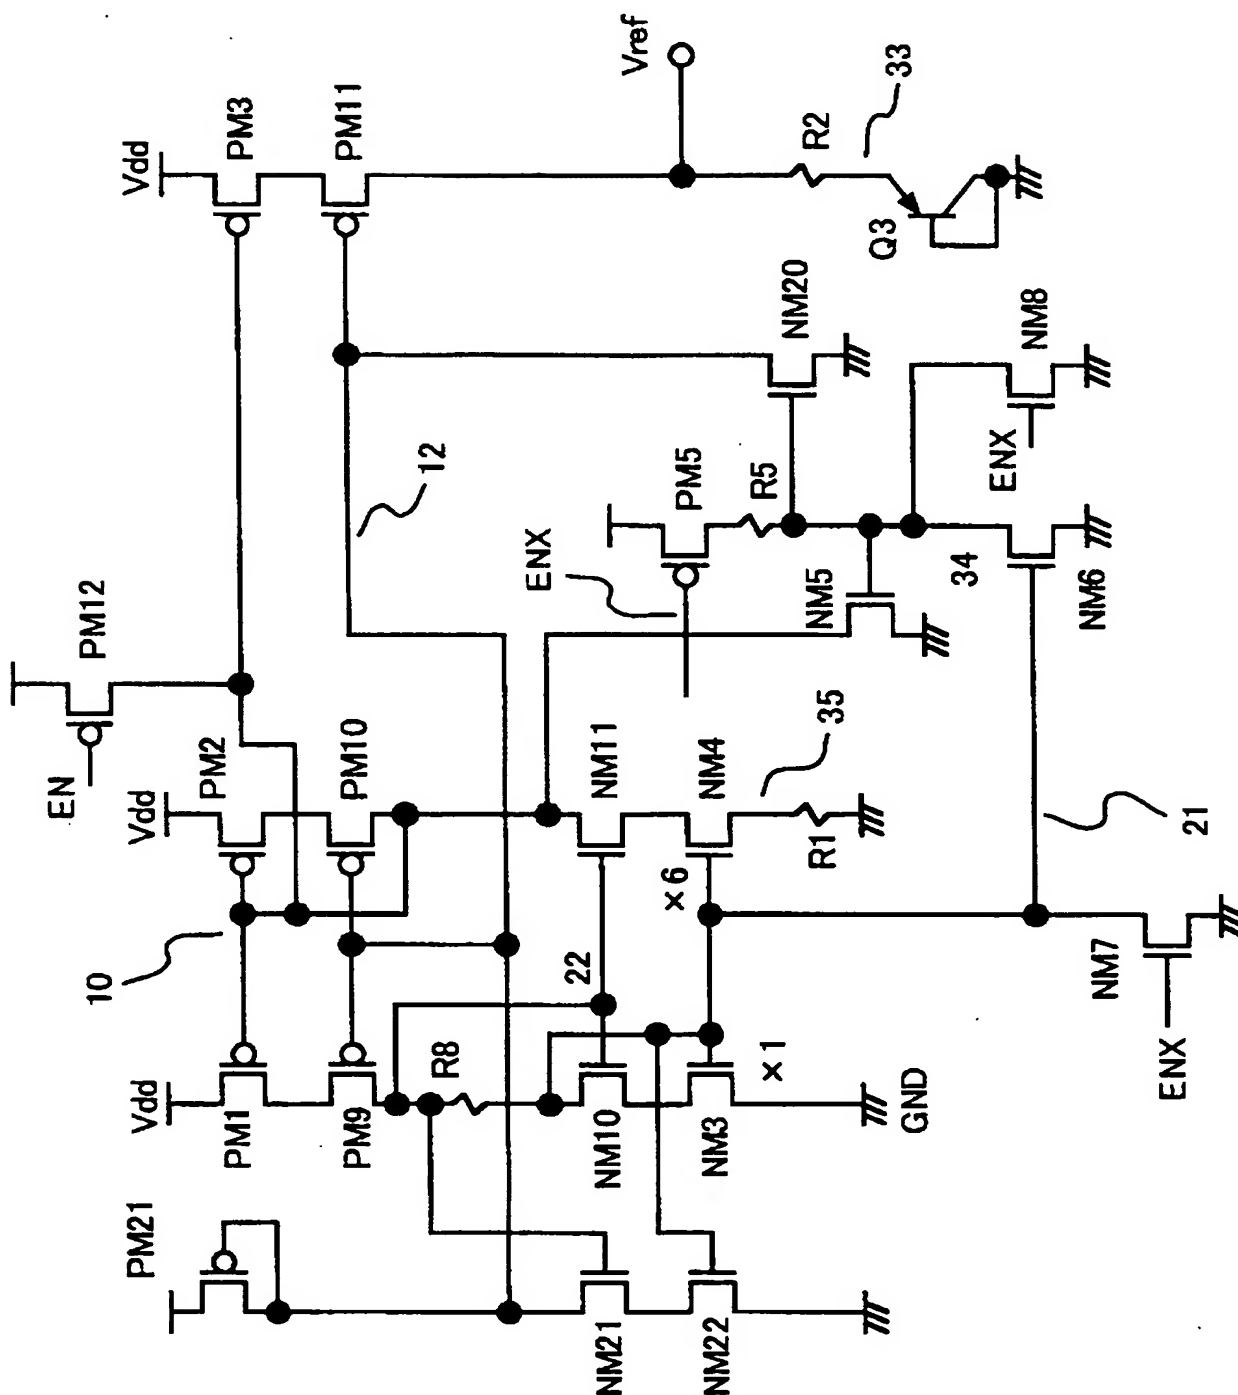 Vref
Vdd
PM3
PM11
R2
33
Q3
12
NM20
NM8
ENX
PM12
EN
PM5
R5
ENX
NM5
34
NM6
Vdd
PM2
PM10
NM11
NM4
35
R1
×6
21
10
22
NM7
ENX
Vdd
PM1
PM9
R8
NM10
NM3
×1
GND
PM21
NM21
NM22